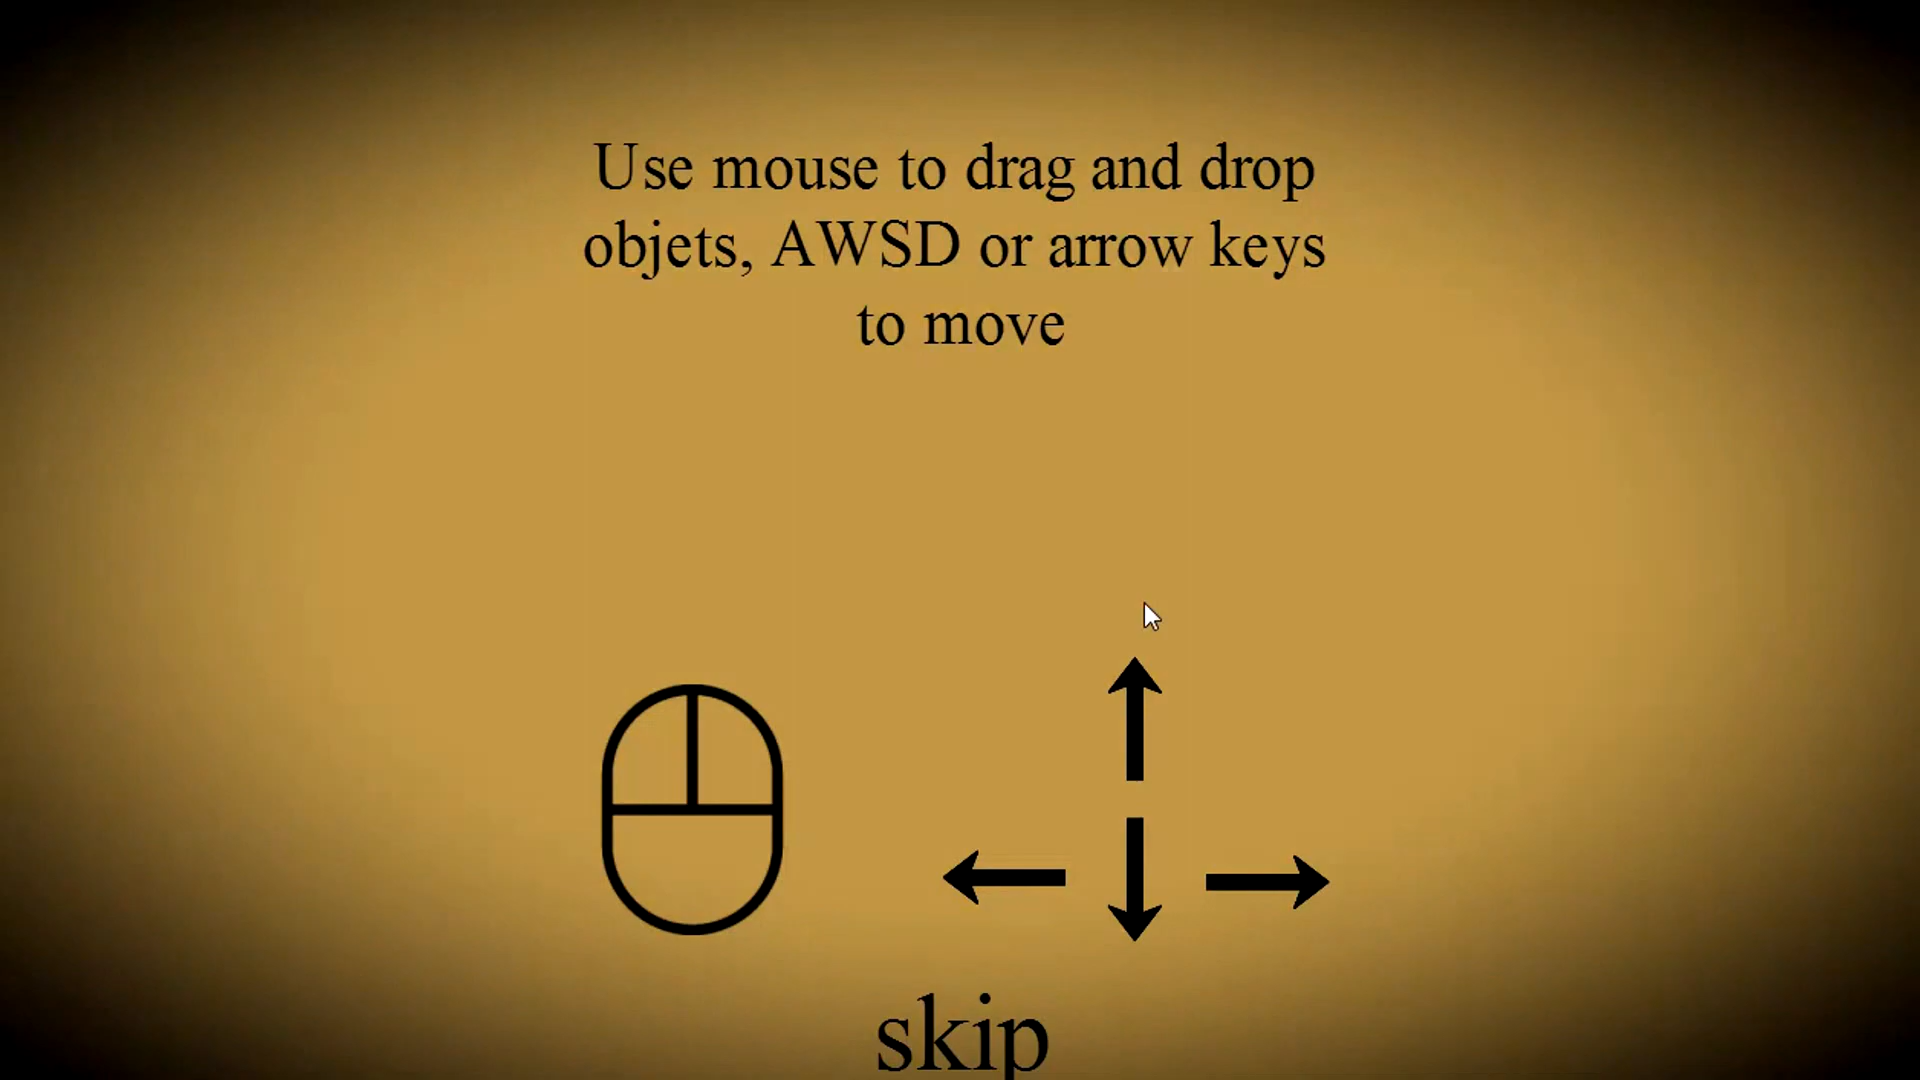 Use mouse to drag and drop
objets, AWSD or arrow keys
to move
skip